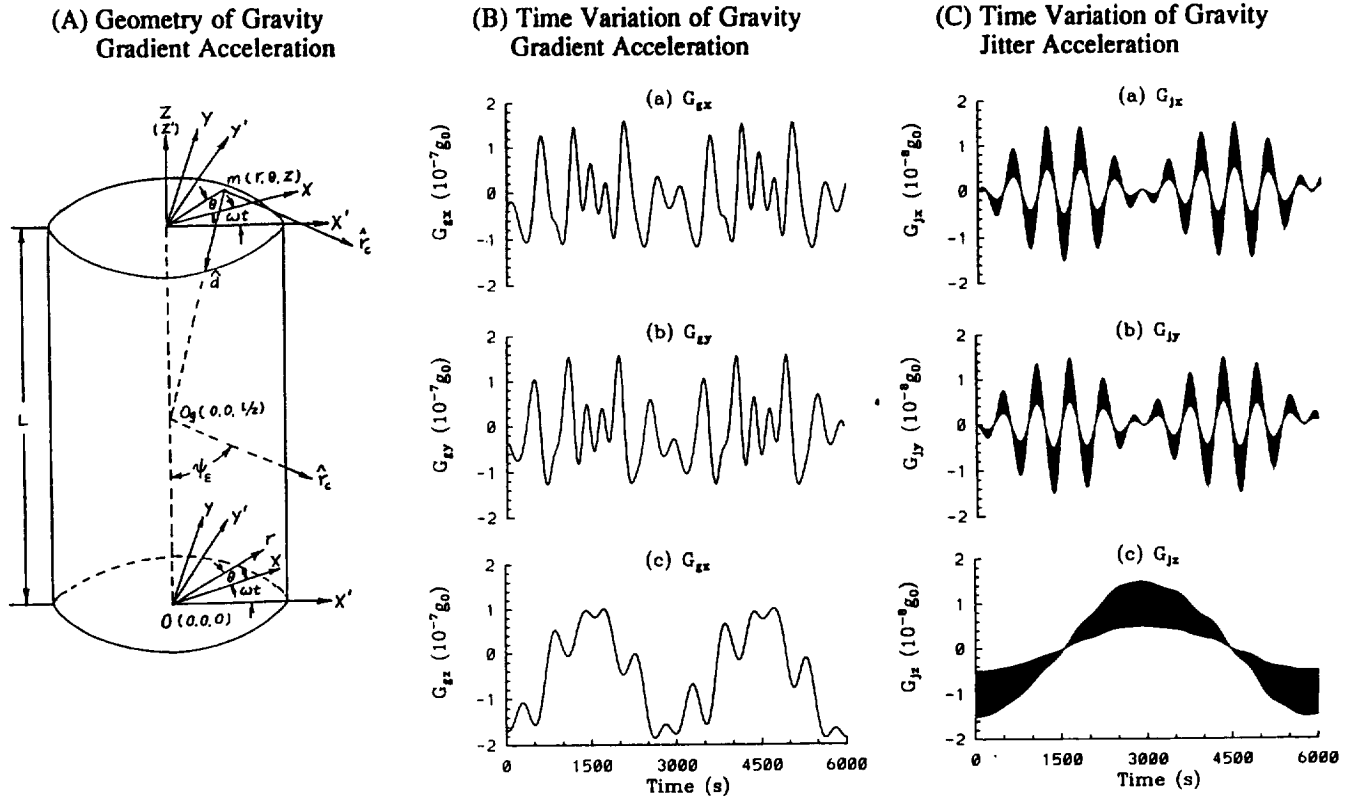 (A) Geometry of Gravity
Gradient Acceleration
Z
(Z')
Y
Y'
m (r, θ, z)
X
θ
ωt
X'
r̂c
â
L
Og (0, 0, L/2)
ψE
r̂c
Y
Y'
r
X
θ
ωt
X'
O (0,0,0)
(B) Time Variation of Gravity
Gradient Acceleration
(a) Ggx
Ggx (10⁻⁷g0)
2
1
0
-1
-2
(b) Ggy
Ggy (10⁻⁷g0)
2
1
0
-1
-2
(c) Ggx
Ggz (10⁻⁷g0)
2
1
0
-1
-2
0 1500 3000 4500 6000
Time (s)
(C) Time Variation of Gravity
Jitter Acceleration
(a) Gjx
Gjx (10⁻⁸g0)
2
1
0
-1
-2
(b) Gjy
Gjy (10⁻⁸g0)
2
1
0
-1
-2
(c) Gjz
Gjz (10⁻⁸g0)
2
1
0
-1
-2
0 1500 3000 4500 6000
Time (s)